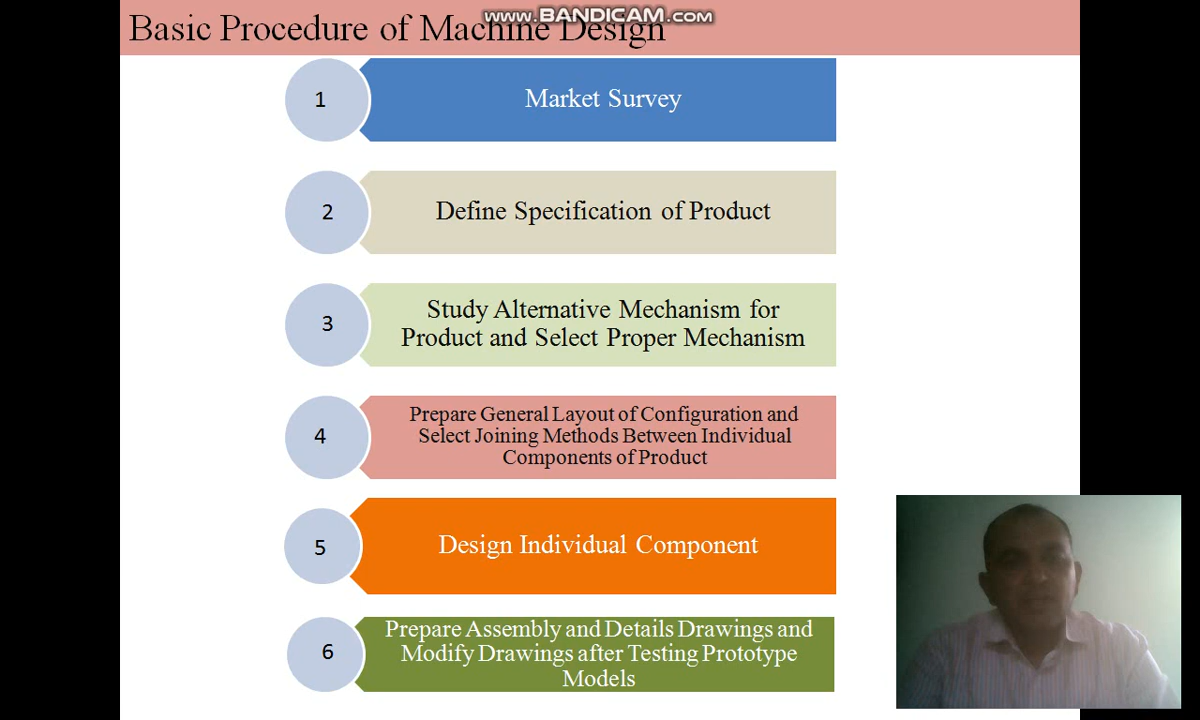 www.BANDICAM.com
Basic Procedure of Machine Design
1
Market Survey
2
Define Specification of Product
3
Study Alternative Mechanism for
Product and Select Proper Mechanism
4
Prepare General Layout of Configuration and
Select Joining Methods Between Individual
Components of Product
5
Design Individual Component
6
Prepare Assembly and Details Drawings and
Modify Drawings after Testing Prototype
Models